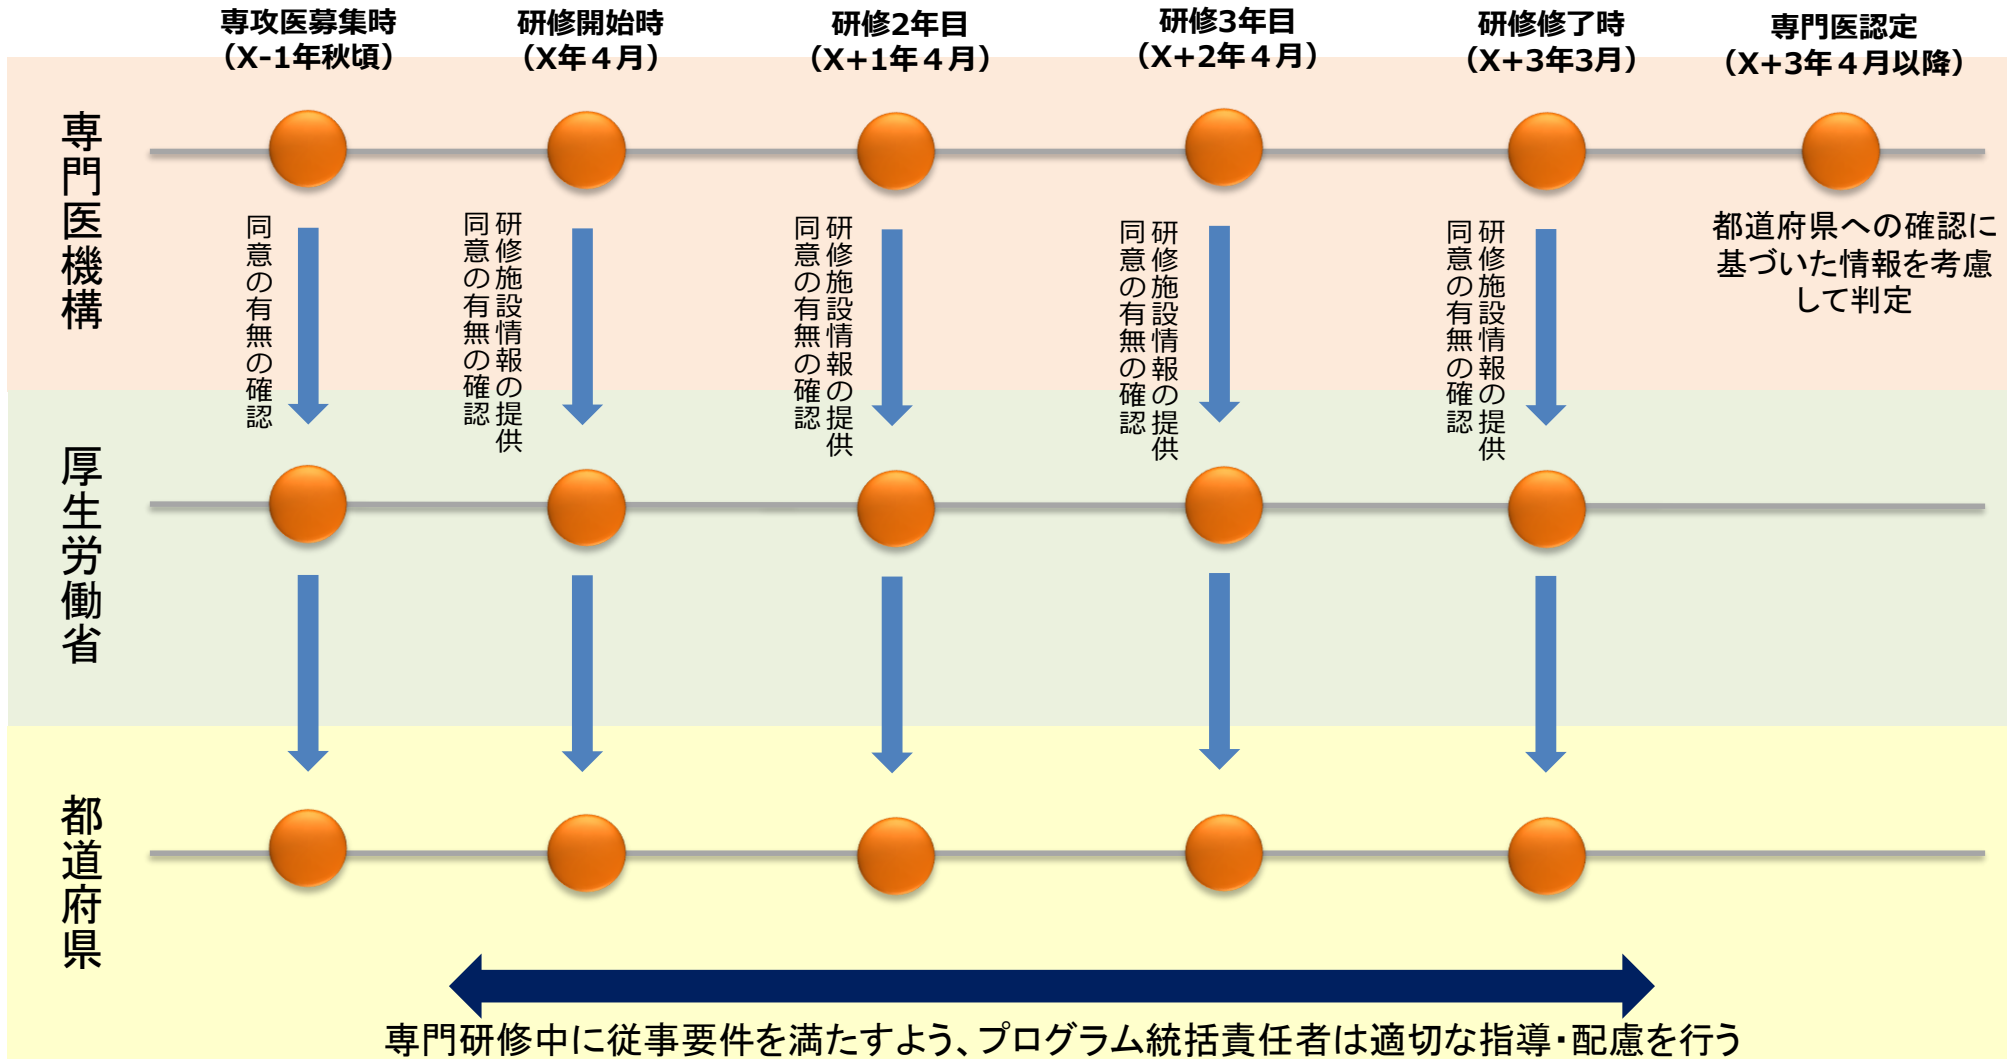 専攻医募集時
（X-1年秋頃）
研修開始時
（X年４月）
研修2年目
（X+1年４月）
研修3年目
（X+2年４月）
研修修了時
（X+3年3月）
専門医認定
（X+3年４月以降）
専門医機構
同意の有無の確認
研修施設情報の提供
同意の有無の確認
研修施設情報の提供
同意の有無の確認
研修施設情報の提供
同意の有無の確認
研修施設情報の提供
同意の有無の確認
都道府県への確認に
基づいた情報を考慮
して判定
厚生労働省
都道府県
専門研修中に従事要件を満たすよう、プログラム統括責任者は適切な指導・配慮を行う